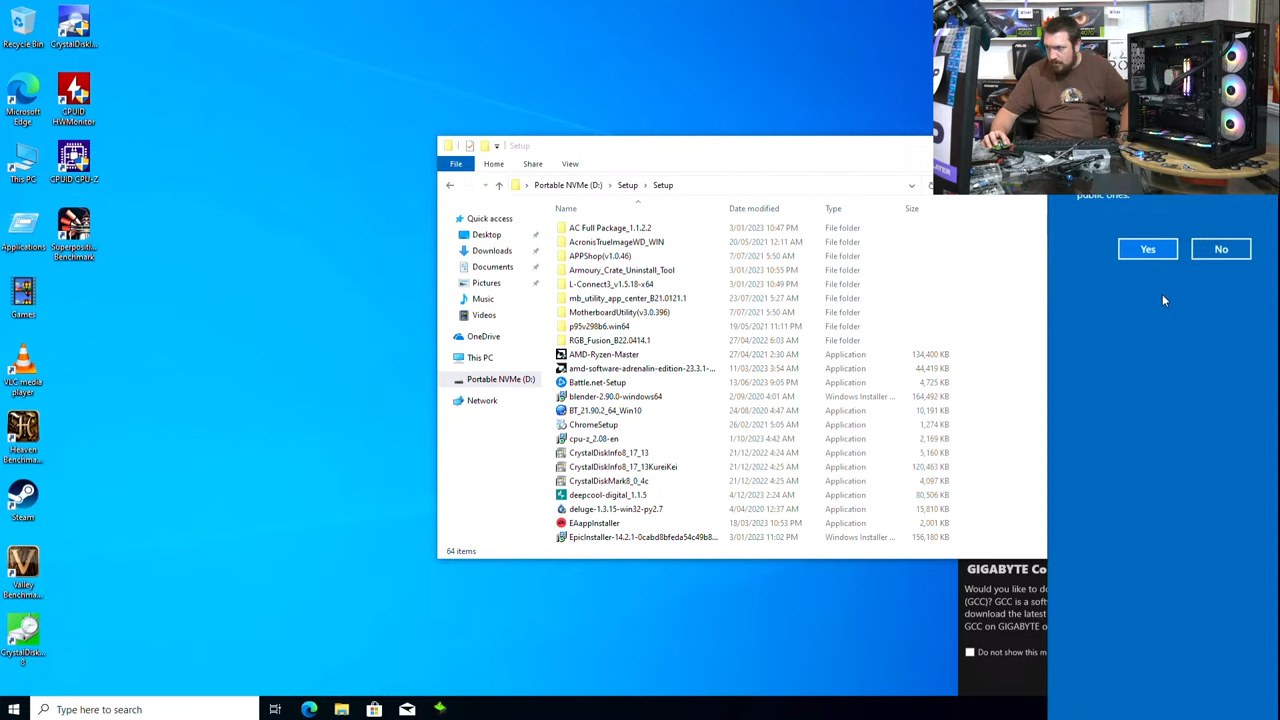 Recycle Bin
CrystalDiskI...
Microsoft
Edge
CPUID
HWMonitor
This PC
CPUID CPU-Z
Applications
Superpositi...
Benchmark
Games
VLC media
player
Heaven
Benchma...
Steam
Valley
Benchma...
CrystalDisk...
8
Setup
File
Home
Share
View
Portable NVMe (D:) > Setup > Setup
Name
Date modified
Type
Size
Quick access
Desktop
Downloads
Documents
Pictures
Music
Videos
OneDrive
This PC
Portable NVMe (D:)
Network
AC Full Package_1.1.2.2 3/01/2023 10:47 PM File folder
AcronisTrueImageWD_WIN 20/05/2021 12:11 AM File folder
APPShop(v1.0.46) 7/07/2021 5:50 AM File folder
Armoury_Crate_Uninstall_Tool 3/01/2023 10:55 PM File folder
L-Connect3_v1.5.18-x64 3/01/2023 10:49 PM File folder
mb_utility_app_center_B21.0121.1 23/07/2021 5:27 AM File folder
MotherboardUtility(v3.0.396) 7/07/2021 5:50 AM File folder
p95v298b6.win64 19/05/2021 11:11 PM File folder
RGB_Fusion_B22.0414.1 27/04/2022 6:03 AM File folder
AMD-Ryzen-Master 27/04/2021 2:30 AM Application 134,400 KB
amd-software-adrenalin-edition-23.3.1-... 11/03/2023 3:54 AM Application 44,419 KB
Battle.net-Setup 13/06/2023 9:05 PM Application 4,725 KB
blender-2.90.0-windows64 2/09/2020 4:01 AM Windows Installer ... 164,492 KB
BT_21.90.2_64_Win10 24/08/2020 4:47 AM Application 10,191 KB
ChromeSetup 26/02/2021 5:05 AM Application 1,274 KB
cpu-z_2.08-en 1/10/2023 4:42 AM Application 2,169 KB
CrystalDiskInfo8_17_13 21/12/2022 4:24 AM Application 5,160 KB
CrystalDiskInfo8_17_13KureiKei 21/12/2022 4:25 AM Application 120,463 KB
CrystalDiskMark8_0_4c 21/12/2022 4:25 AM Application 4,097 KB
deepcool-digital_1.1.5 4/12/2023 2:24 AM Application 80,506 KB
deluge-1.3.15-win32-py2.7 4/04/2020 12:37 AM Application 15,810 KB
EAappInstaller 18/03/2023 10:53 PM Application 2,001 KB
EpicInstaller-14.2.1-0cabd8bfeda54c49b8... 3/01/2023 11:02 PM Windows Installer ... 156,180 KB
64 items
public ones.
Yes
No
GIGABYTE Co
Would you like to do
(GCC)? GCC is a soft
download the latest
GCC on GIGABYTE o
Do not show this m
Type here to search